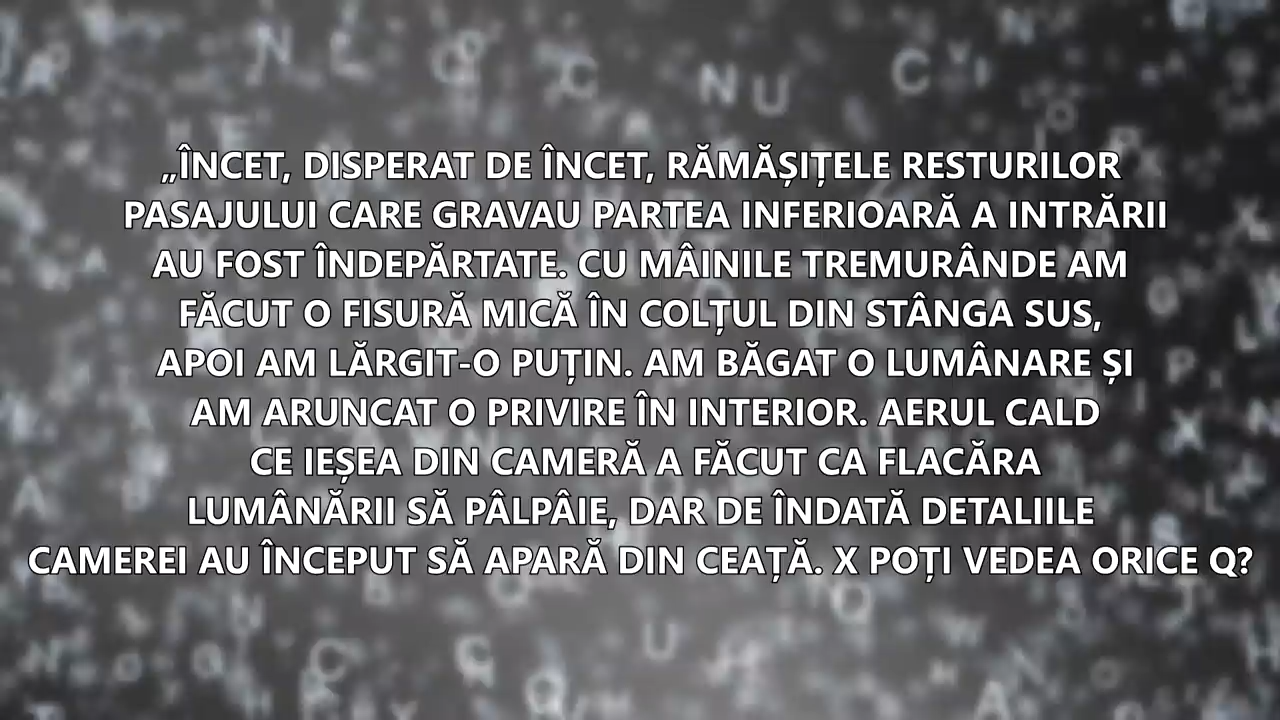 „ÎNCET, DISPERAT DE ÎNCET, RĂMĂȘIȚELE RESTURILOR
PASAJULUI CARE GRAVAU PARTEA INFERIOARĂ A INTRĂRII
AU FOST ÎNDEPĂRTATE. CU MÂINILE TREMURÂNDE AM
FĂCUT O FISURĂ MICĂ ÎN COLȚUL DIN STÂNGA SUS,
APOI AM LĂRGIT-O PUȚIN. AM BĂGAT O LUMÂNARE ȘI
AM ARUNCAT O PRIVIRE ÎN INTERIOR. AERUL CALD
CE IEȘEA DIN CAMERĂ A FĂCUT CA FLACĂRA
LUMÂNĂRII SĂ PÂLPÂIE, DAR DE ÎNDATĂ DETALIILE
CAMEREI AU ÎNCEPUT SĂ APARĂ DIN CEAȚĂ. X POȚI VEDEA ORICE Q?